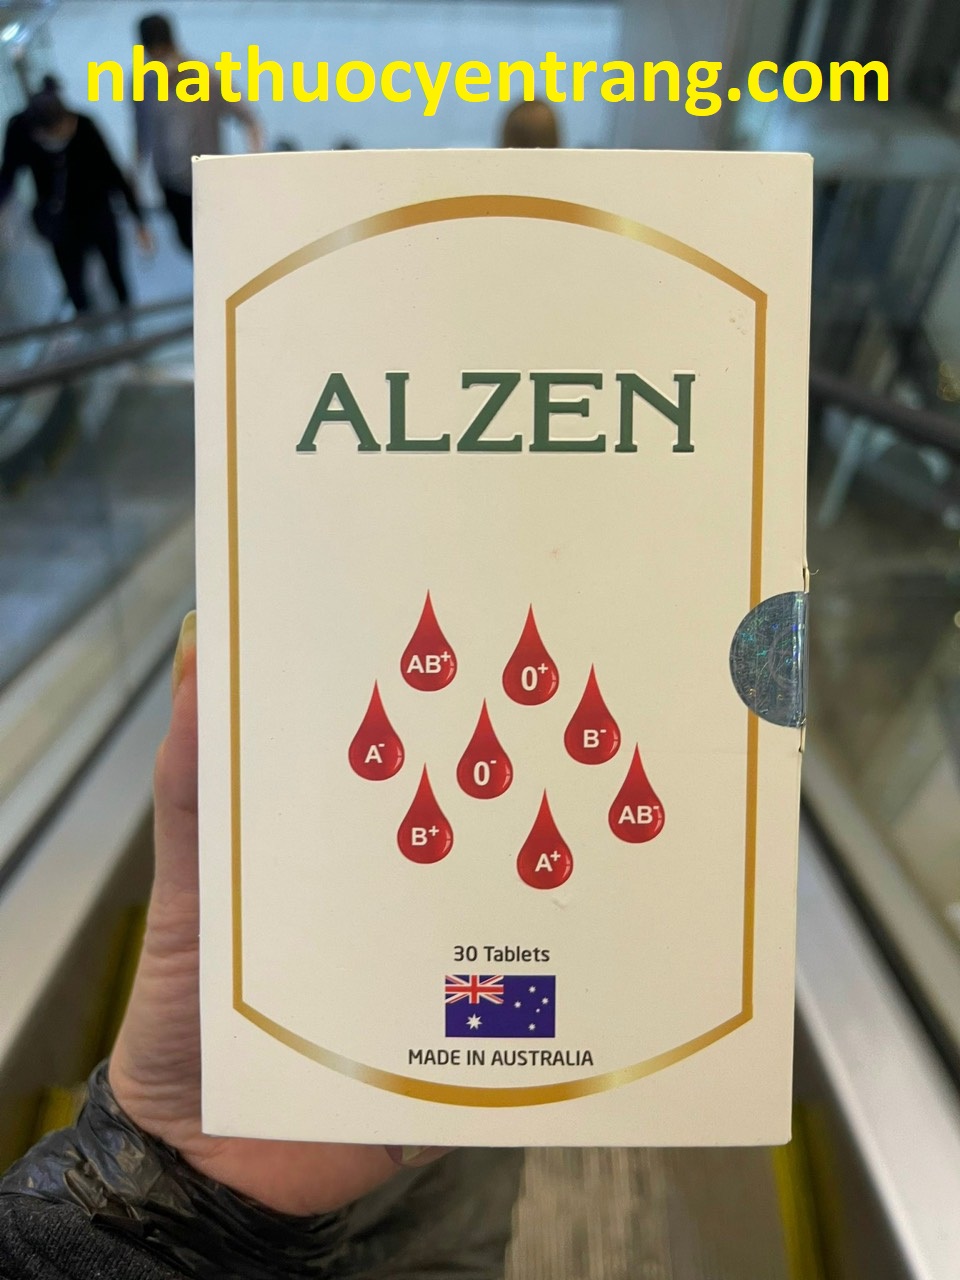 nhathuocyentrang.com
ALZEN
AB+
0+
A-
0-
B-
B+
A+
AB-
30 Tablets
MADE IN AUSTRALIA